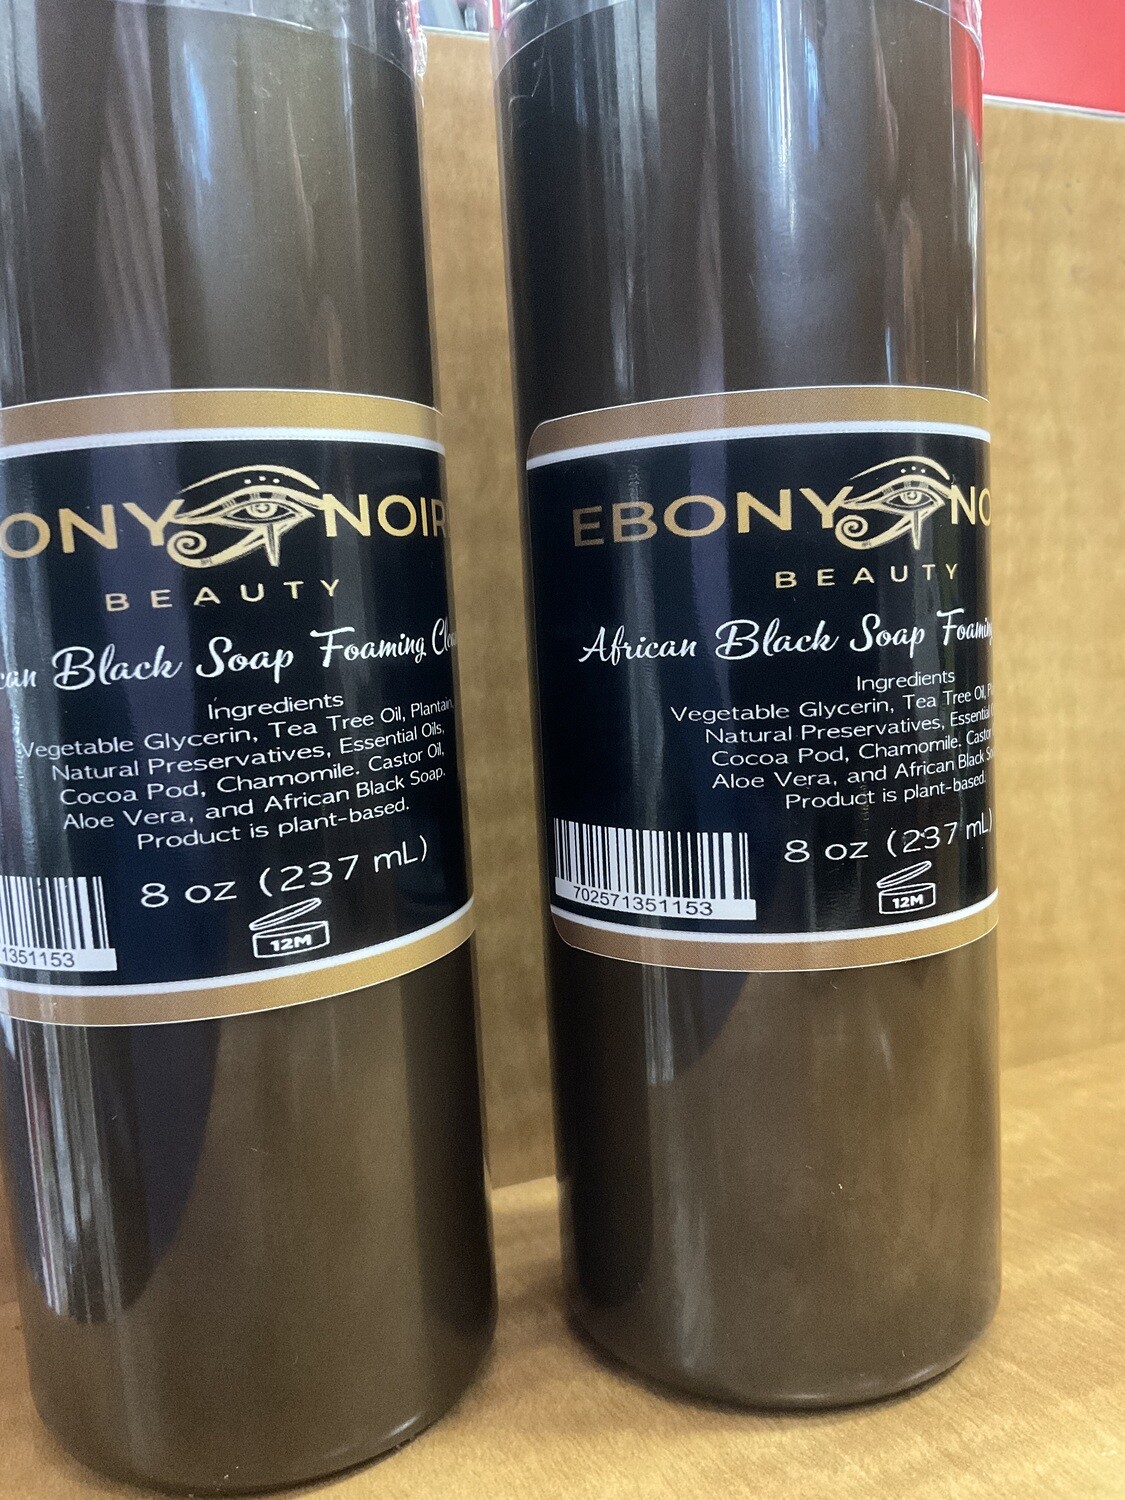 ONY NOIR
BEAUTY
can Black Soap Foaming Cle
Ingredients
Vegetable Glycerin, Tea Tree Oil, Plantain,
Natural Preservatives, Essential Oils,
Cocoa Pod, Chamomile. Castor Oil,
Aloe Vera, and African Black Soap.
Product is plant-based.
8 oz (237 mL)
12M
1351153
EBONY NO
BEAUTY
African Black Soap Foaming
Ingredients
Vegetable Glycerin, Tea Tree Oil, Pl
Natural Preservatives, Essential
Cocoa Pod, Chamomile. Castor
Aloe Vera, and African Black So
Product is plant-based.
8 oz (237 mL)
12M
702571351153